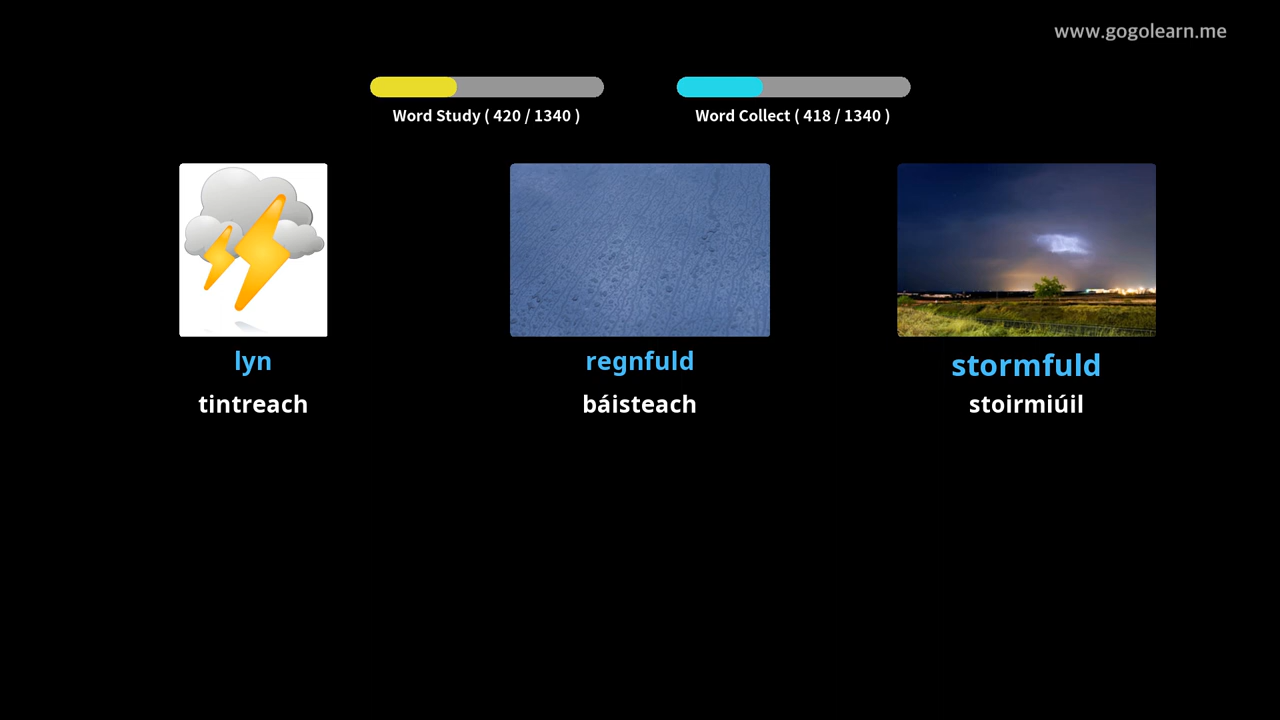 www.gogolearn.me
Word Study ( 420 / 1340 )
Word Collect ( 418 / 1340 )
lyn
regnfuld
stormfuld
tintreach
báisteach
stoirmiúil